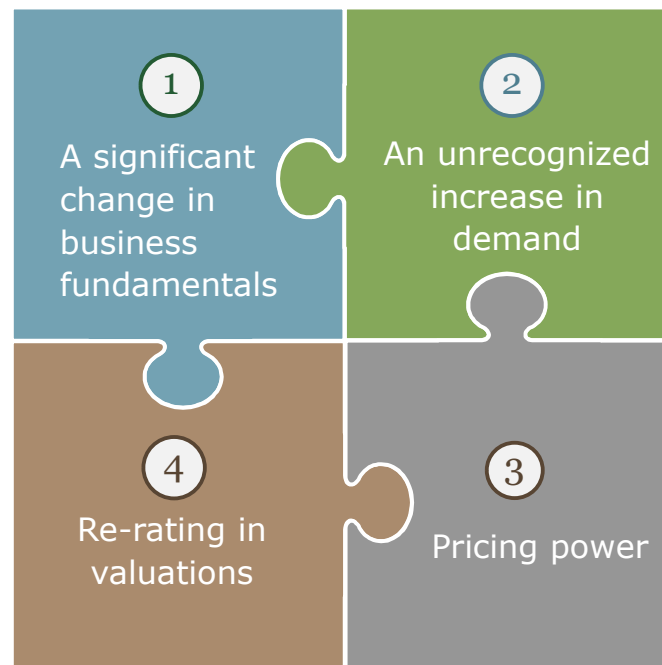 1
A significant
change in
business
fundamentals
2
An unrecognized
increase in
demand
3
Pricing power
4
Re-rating in
valuations